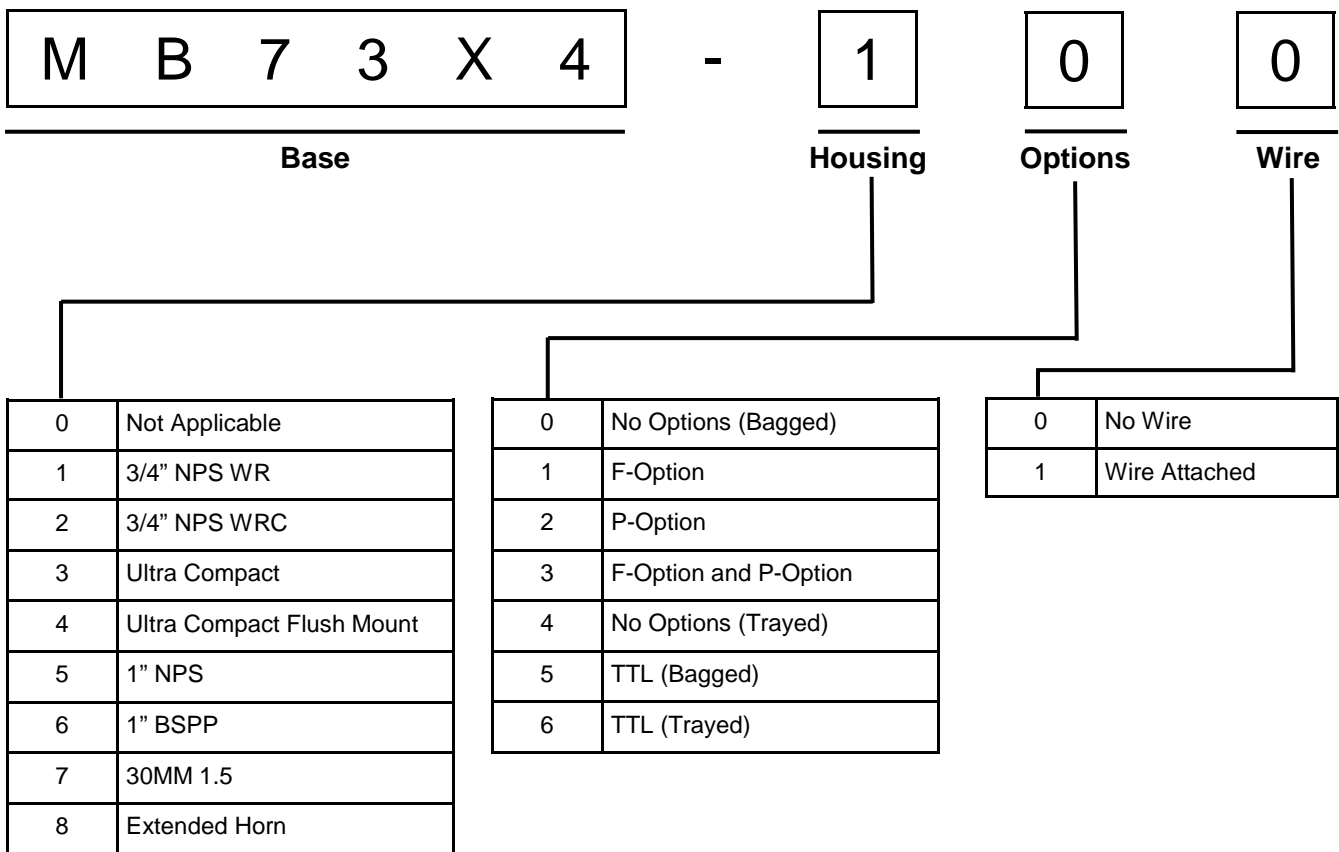 M B 7 3 X 4 - 1 0 0
Base Housing Options Wire
0 Not Applicable
1 3/4” NPS WR
2 3/4” NPS WRC
3 Ultra Compact
4 Ultra Compact Flush Mount
5 1” NPS
6 1” BSPP
7 30MM 1.5
8 Extended Horn
0 No Options (Bagged)
1 F-Option
2 P-Option
3 F-Option and P-Option
4 No Options (Trayed)
5 TTL (Bagged)
6 TTL (Trayed)
0 No Wire
1 Wire Attached